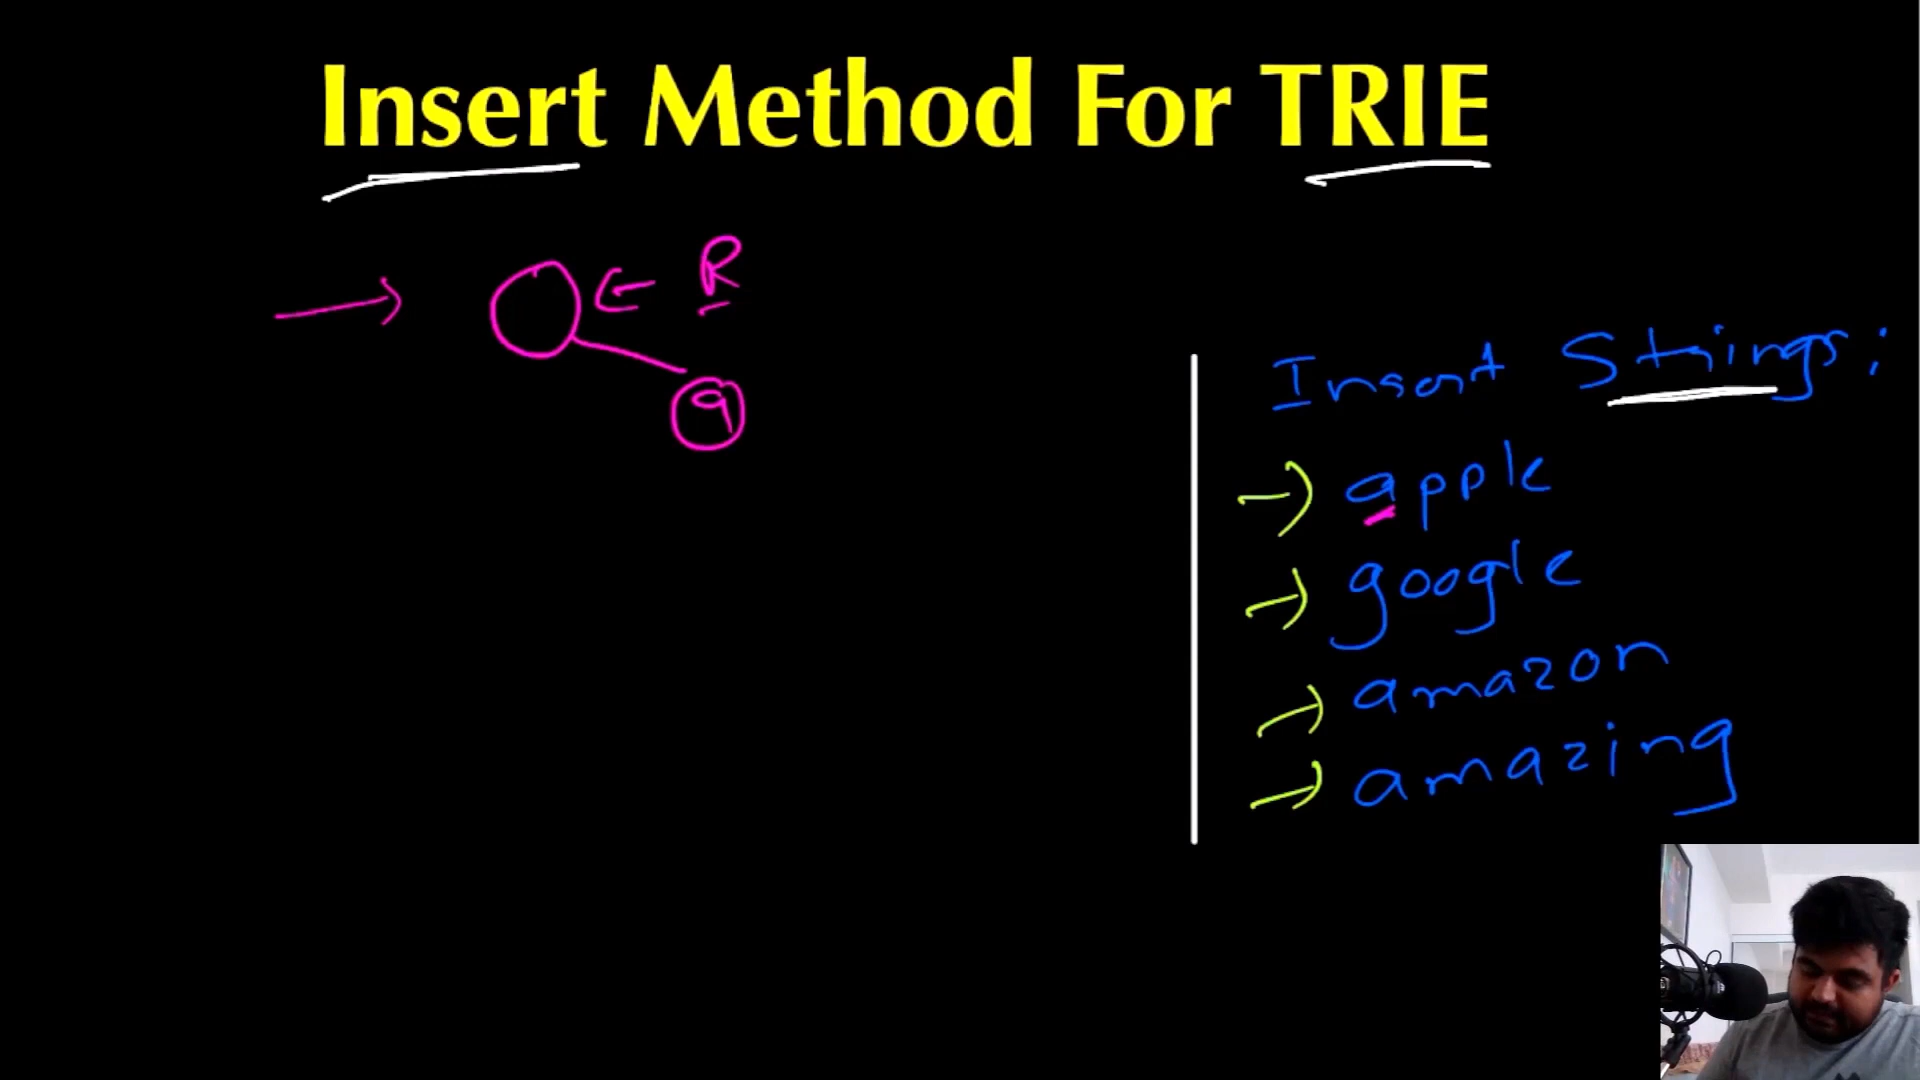 Insert Method For TRIE
R
a
Insert Strings:
apple
google
amazon
amazing